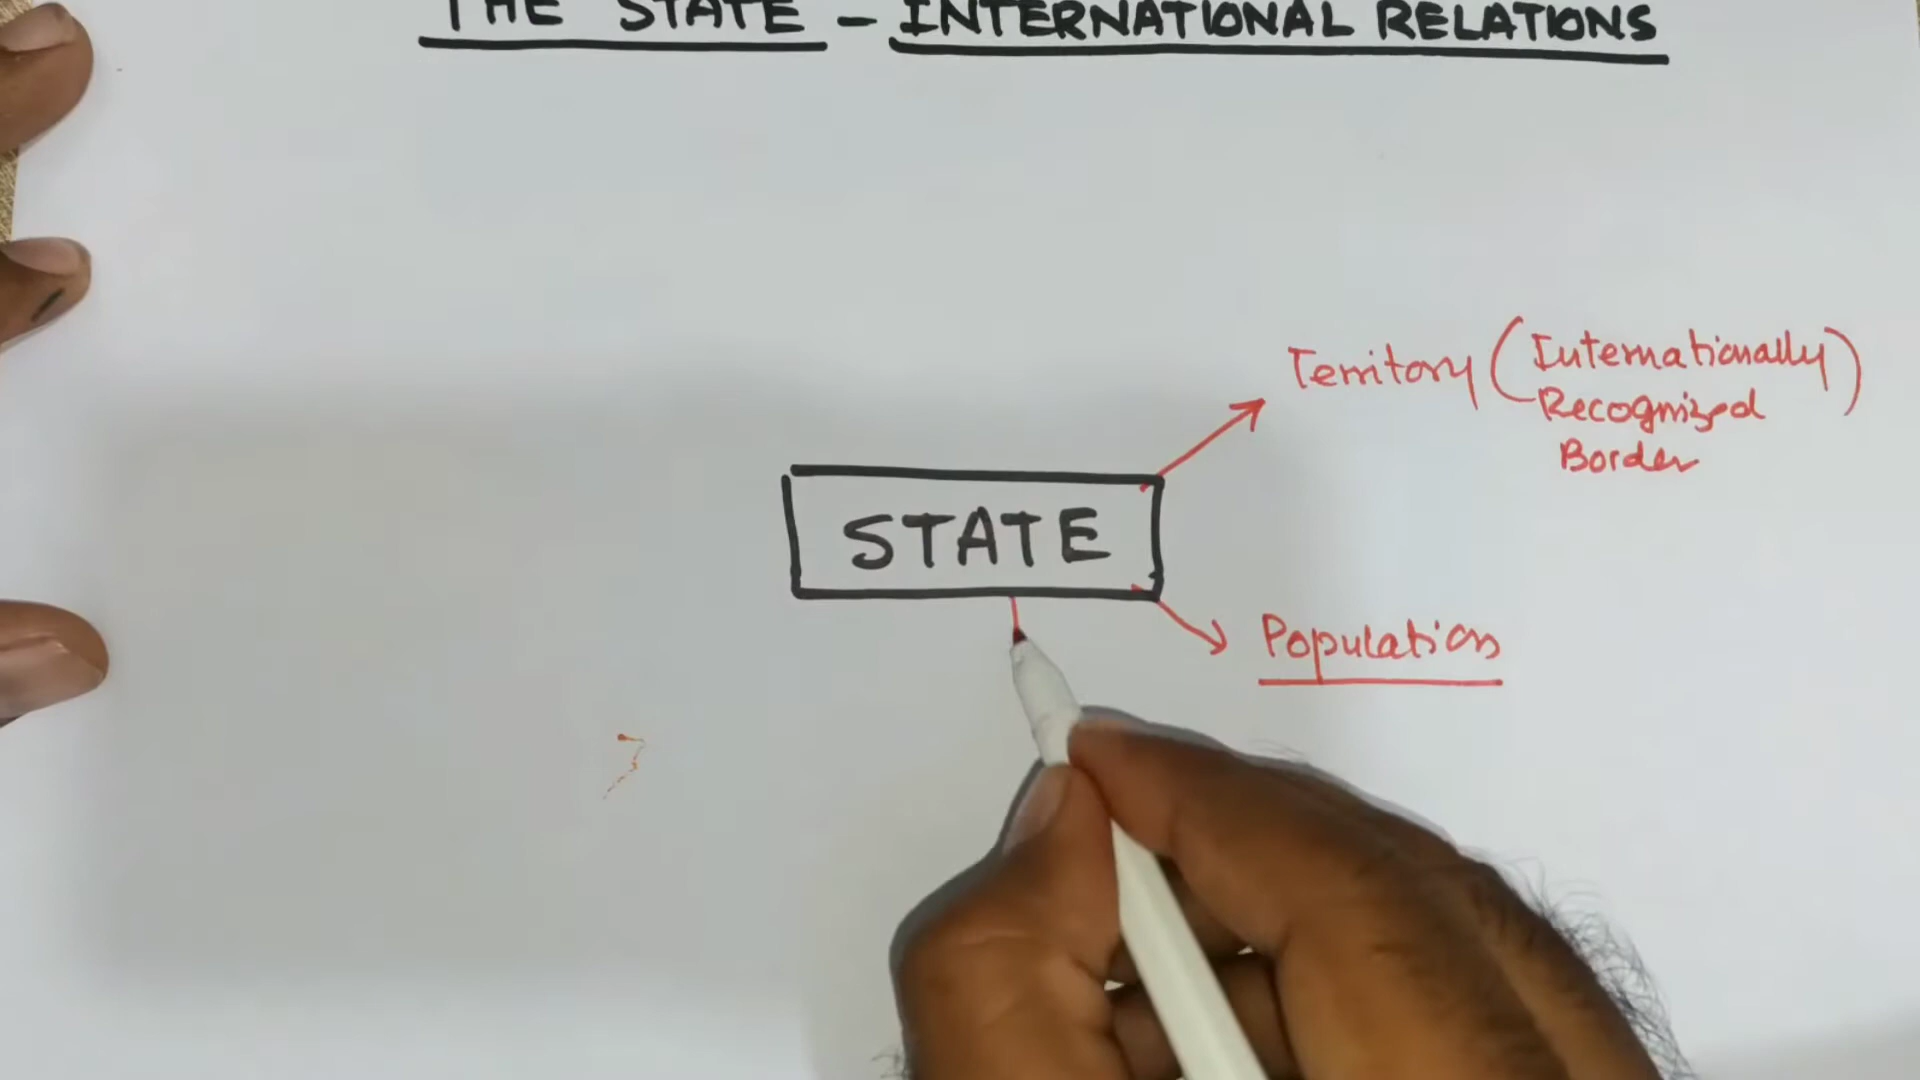 THE STATE - INTERNATIONAL RELATIONS
Territory (Internationally)
Recognized
Border
STATE
Population